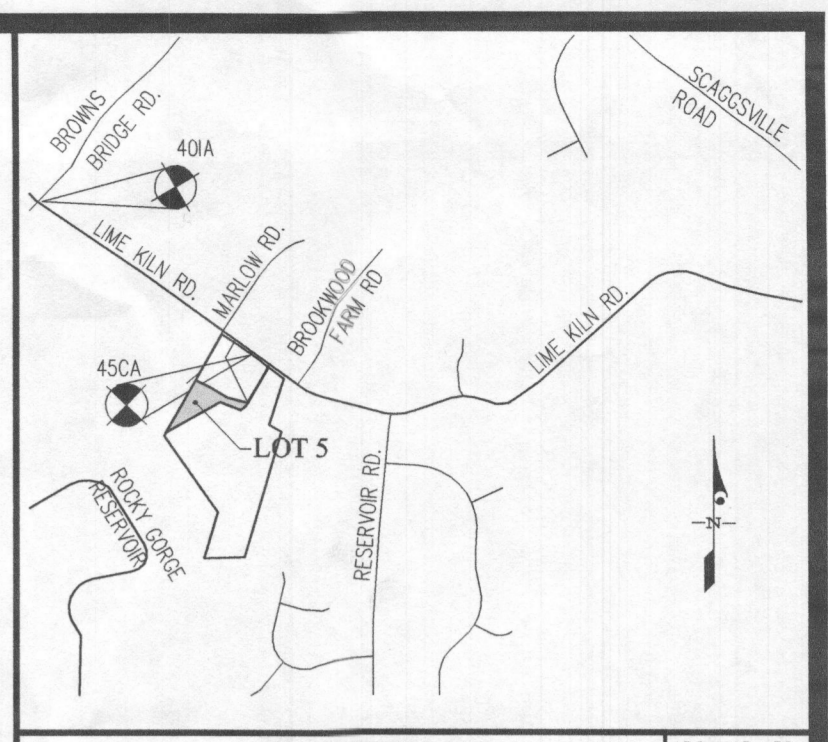 BROWNS
BRIDGE RD.
SCAGGSVILLE
ROAD
40IA
LIME KILN RD.
MARLOW RD.
BROOKWOOD
FARM RD
LIME KILN RD.
45CA
LOT 5
ROCKY GORGE
RESERVOIR
RESERVOIR RD.
-N-